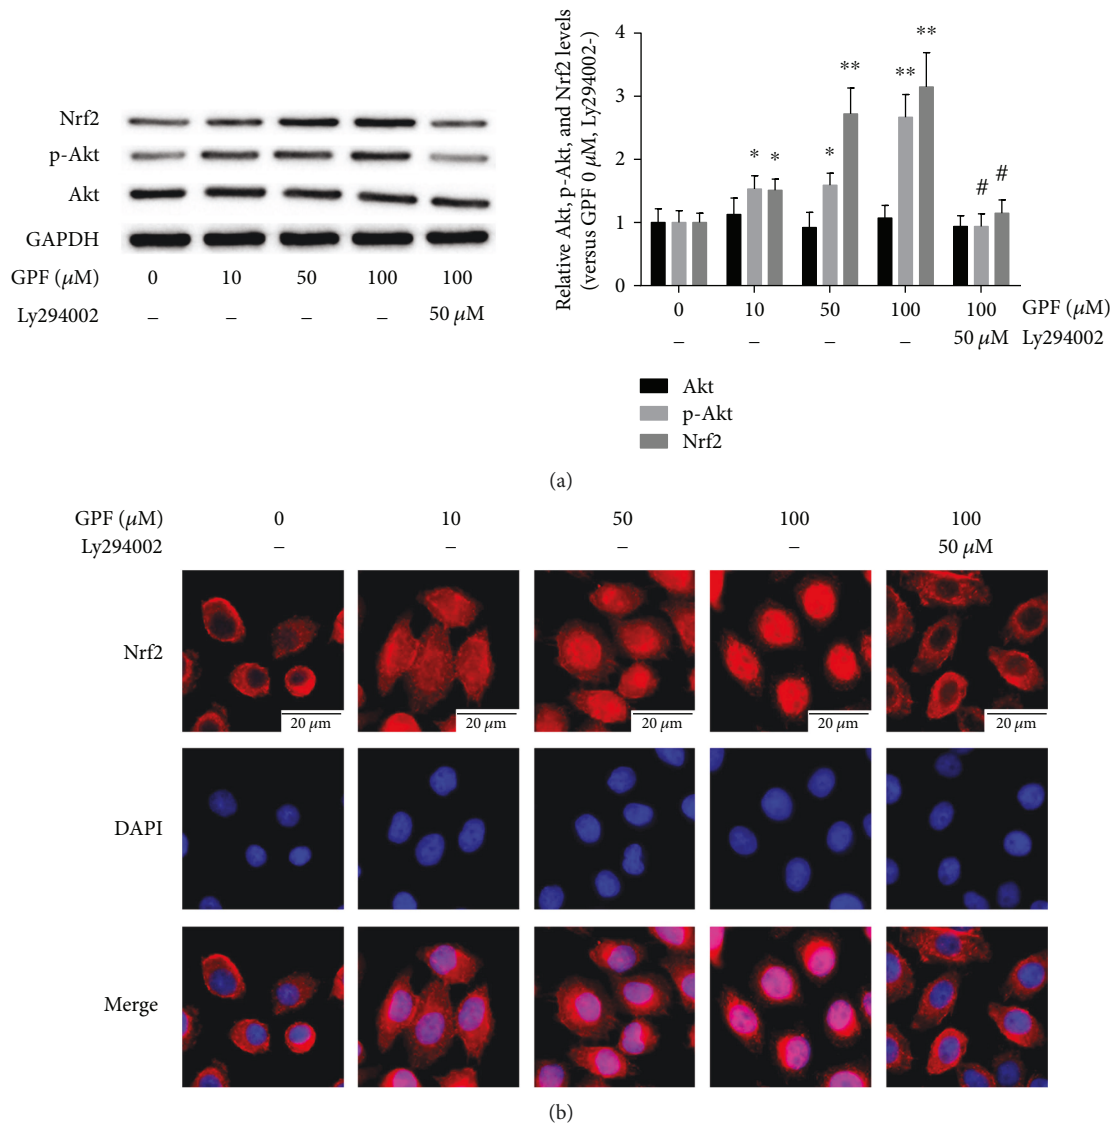 Nrf2
p-Akt
Akt
GAPDH
GPF (μM) 0 10 50 100 100
Ly294002 – – – – 50 μM
Relative Akt, p-Akt, and Nrf2 levels
(versus GPF 0 μM, Ly294002-)
4
3
2
1
0
* * * ** ** ** # #
0 10 50 100 100 GPF (μM)
– – – – 50 μM Ly294002
Akt
p-Akt
Nrf2
(a)
GPF (μM) 0 10 50 100 100
Ly294002 – – – – 50 μM
Nrf2
20 μm 20 μm 20 μm 20 μm 20 μm
DAPI
Merge
(b)